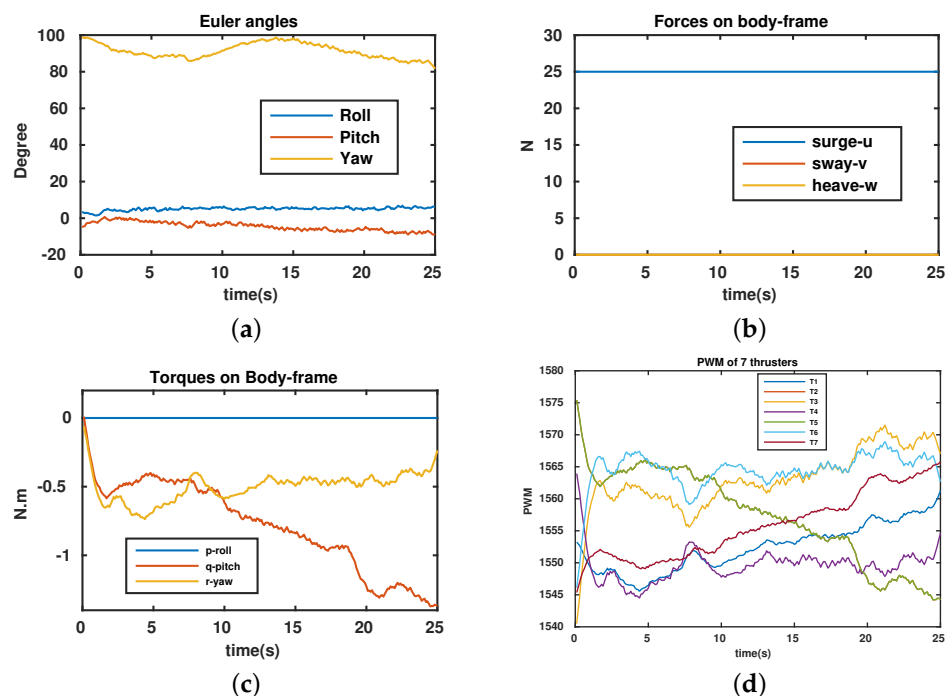 Euler angles
100
80
60
40
20
0
-20
Degree
Roll
Pitch
Yaw
0 5 10 15 20 25
time(s)
(a)
Forces on body-frame
30
25
20
15
10
5
0
N
surge-u
sway-v
heave-w
0 5 10 15 20 25
time(s)
(b)
Torques on Body-frame
0
-0.5
-1
N.m
p-roll
q-pitch
r-yaw
0 5 10 15 20 25
time(s)
(c)
PWM of 7 thrusters
1580
1575
1570
1565
1560
1555
1550
1545
1540
PWM
T1
T2
T3
T4
T5
T6
T7
0 5 10 15 20 25
time(s)
(d)